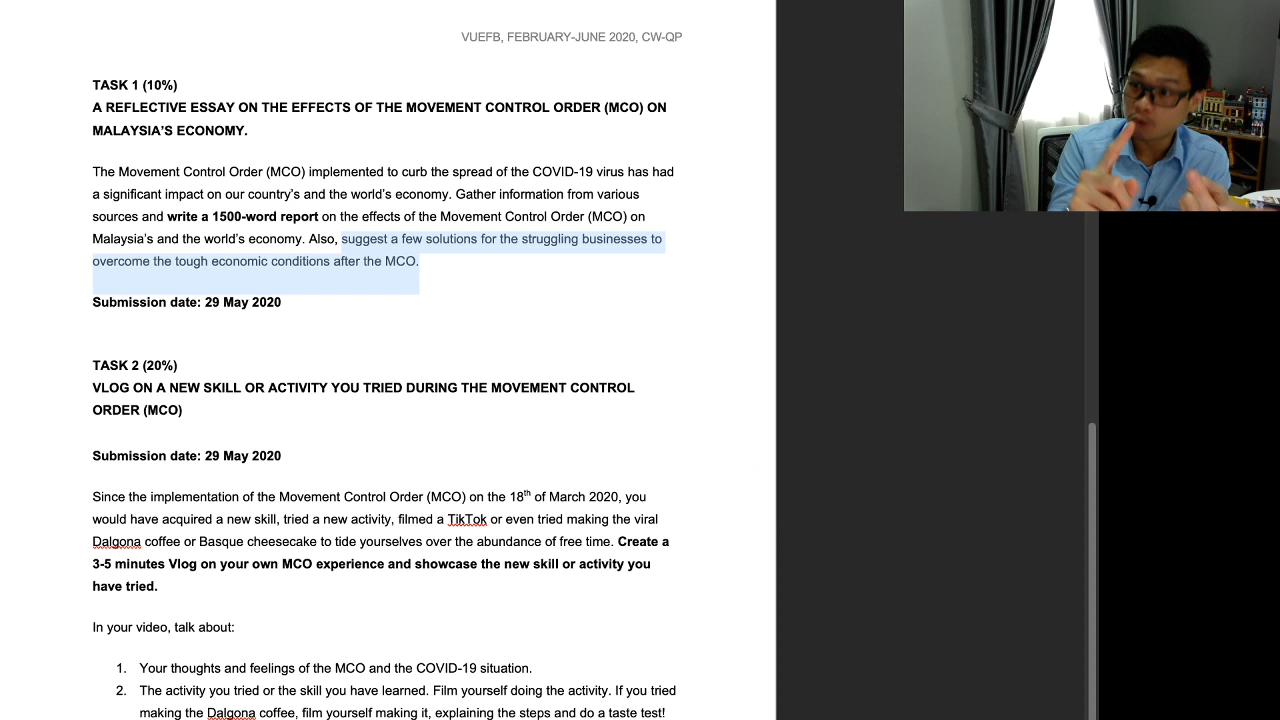 VUEFB, FEBRUARY-JUNE 2020, CW-QP
TASK 1 (10%)
A REFLECTIVE ESSAY ON THE EFFECTS OF THE MOVEMENT CONTROL ORDER (MCO) ON
MALAYSIA'S ECONOMY.
The Movement Control Order (MCO) implemented to curb the spread of the COVID-19 virus has had
a significant impact on our country's and the world's economy. Gather information from various
sources and write a 1500-word report on the effects of the Movement Control Order (MCO) on
Malaysia's and the world's economy. Also, suggest a few solutions for the struggling businesses to
overcome the tough economic conditions after the MCO.
Submission date: 29 May 2020
TASK 2 (20%)
VLOG ON A NEW SKILL OR ACTIVITY YOU TRIED DURING THE MOVEMENT CONTROL
ORDER (MCO)
Submission date: 29 May 2020
Since the implementation of the Movement Control Order (MCO) on the 18th of March 2020, you
would have acquired a new skill, tried a new activity, filmed a TikTok or even tried making the viral
Dalgona coffee or Basque cheesecake to tide yourselves over the abundance of free time. Create a
3-5 minutes Vlog on your own MCO experience and showcase the new skill or activity you
have tried.
In your video, talk about:
1. Your thoughts and feelings of the MCO and the COVID-19 situation.
2. The activity you tried or the skill you have learned. Film yourself doing the activity. If you tried
making the Dalgona coffee, film yourself making it, explaining the steps and do a taste test!